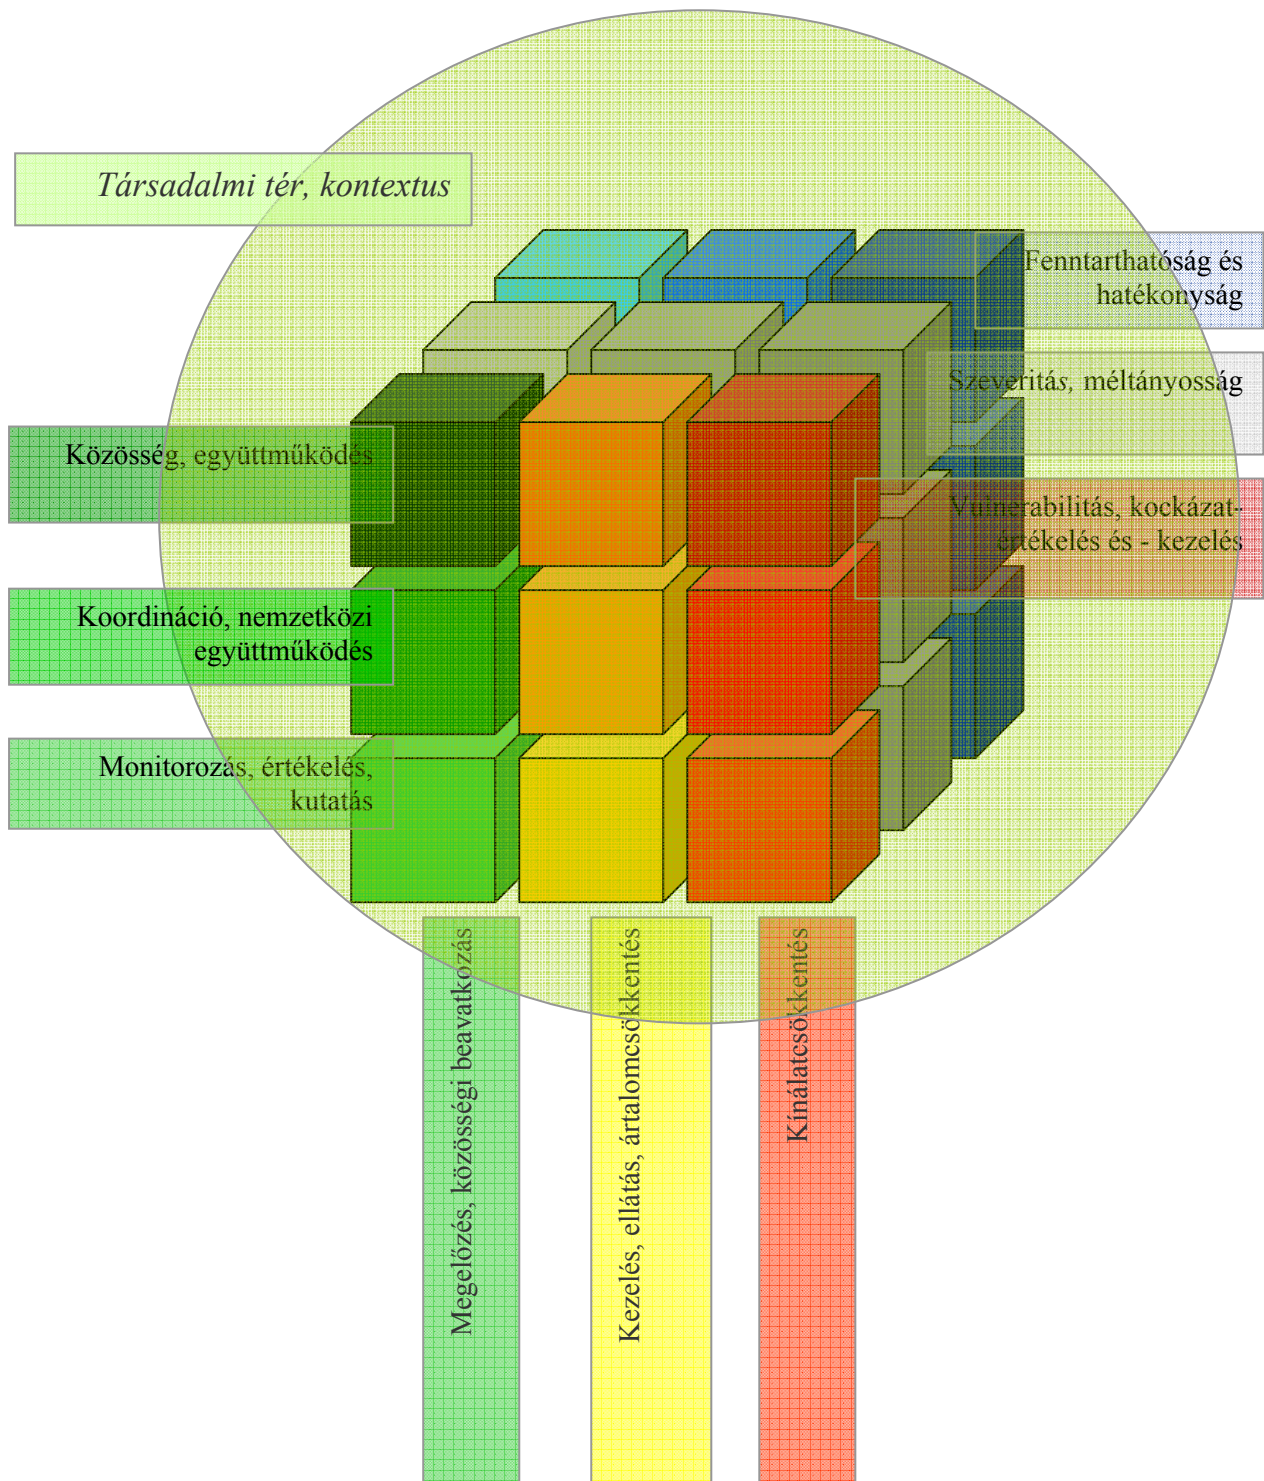 Társadalmi tér, kontextus
Fenntarthatóság és
hatékonyság
Szeveritás, méltányosság
Közösség, együttműködés
Vulnerabilitás, kockázat-
értékelés és - kezelés
Koordináció, nemzetközi
együttműködés
Monitorozás, értékelés,
kutatás
Megelőzés, közösségi beavatkozás
Kezelés, ellátás, ártalomcsökkentés
Kínálatcsökkentés